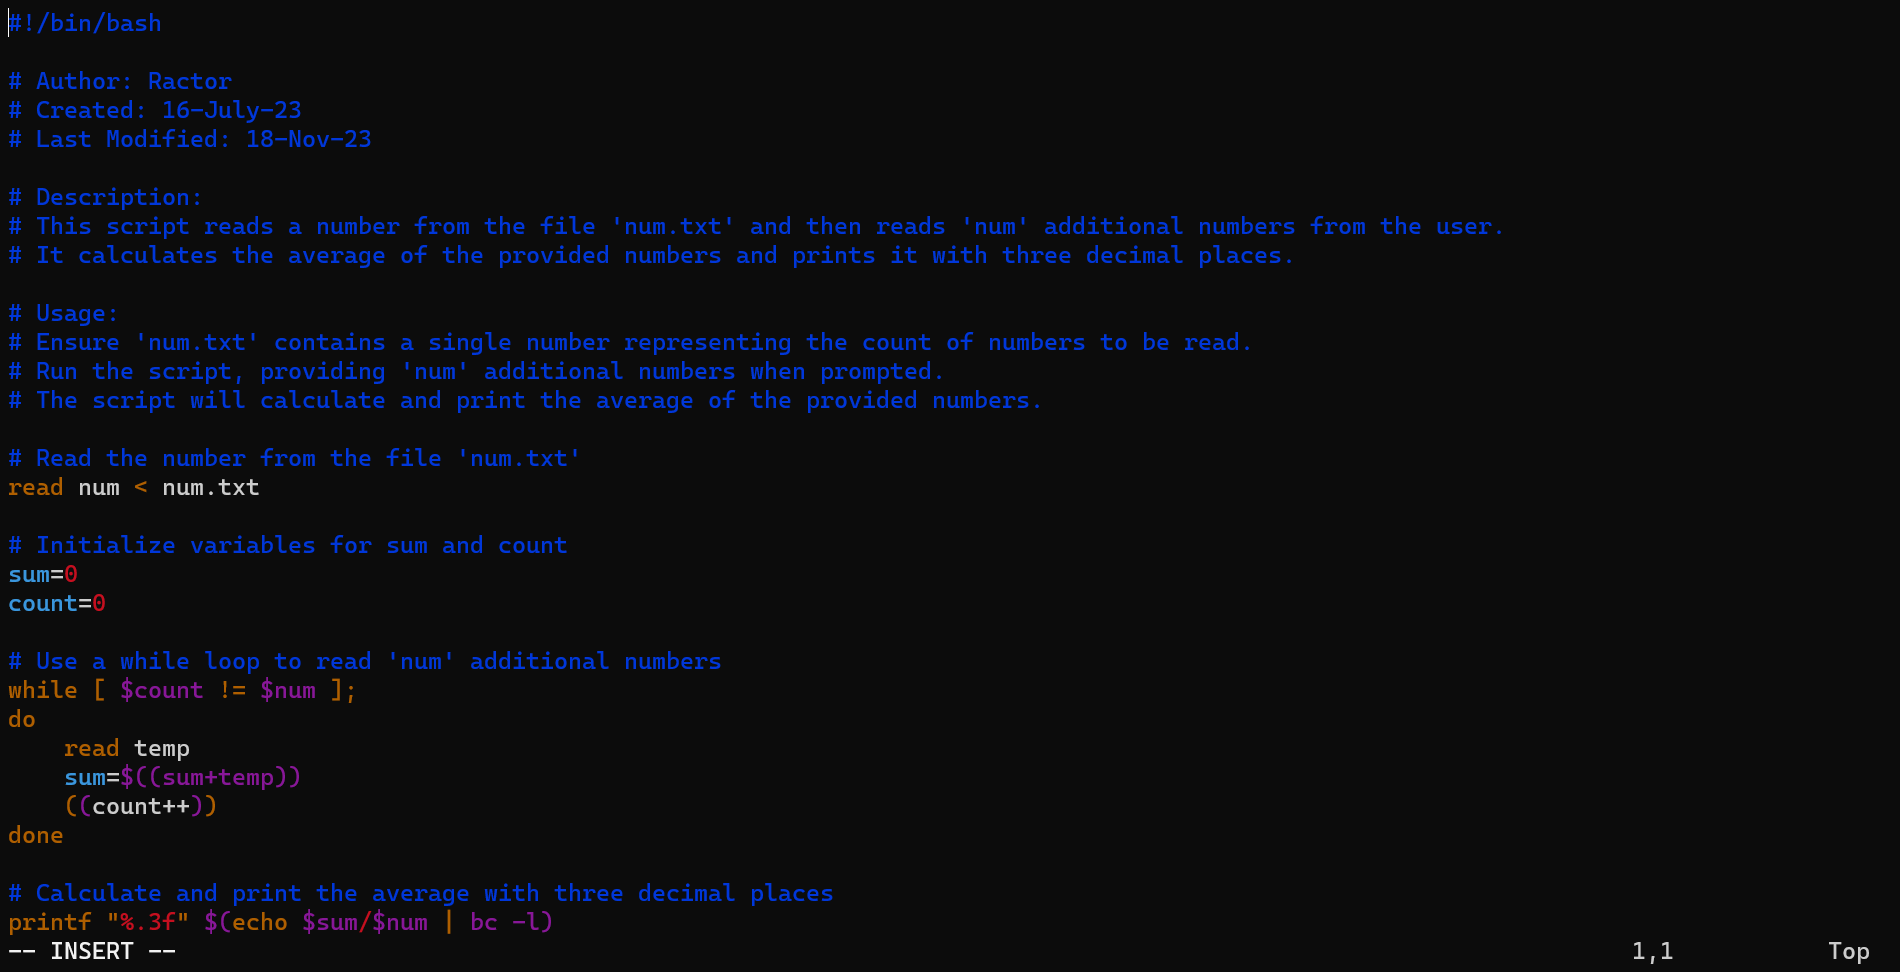 #!/bin/bash
# Author: Ractor
# Created: 16-July-23
# Last Modified: 18-Nov-23
# Description:
# This script reads a number from the file 'num.txt' and then reads 'num' additional numbers from the user.
# It calculates the average of the provided numbers and prints it with three decimal places.
# Usage:
# Ensure 'num.txt' contains a single number representing the count of numbers to be read.
# Run the script, providing 'num' additional numbers when prompted.
# The script will calculate and print the average of the provided numbers.
# Read the number from the file 'num.txt'
read num < num.txt
# Initialize variables for sum and count
sum=0
count=0
# Use a while loop to read 'num' additional numbers
while [ $count != $num ];
do
    read temp
    sum=$((sum+temp))
    ((count++))
done
# Calculate and print the average with three decimal places
printf "%.3f" $(echo $sum/$num | bc -l)
-- INSERT -- 1,1 Top